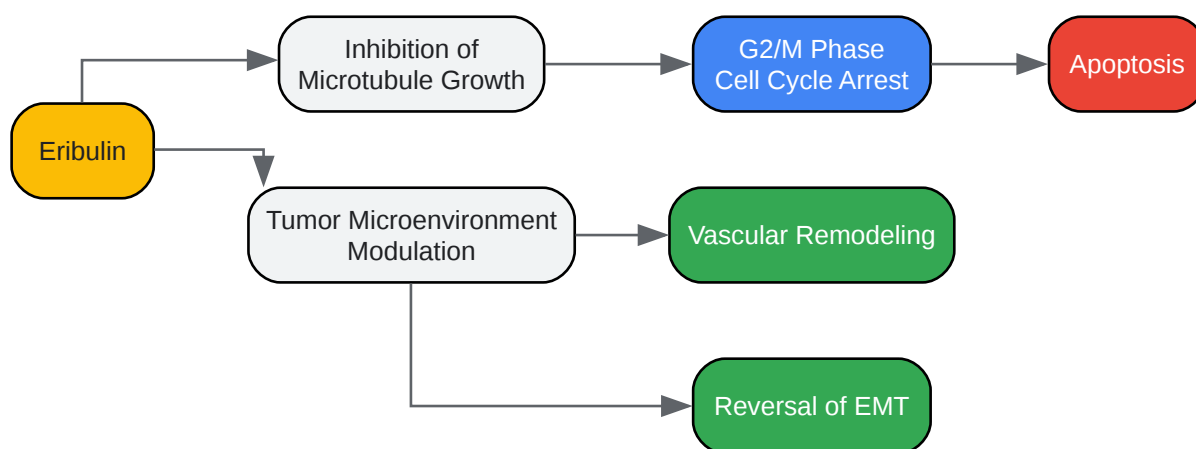 Inhibition of
Microtubule Growth
G2/M Phase
Cell Cycle Arrest
Apoptosis
Eribulin
Tumor Microenvironment
Modulation
Vascular Remodeling
Reversal of EMT